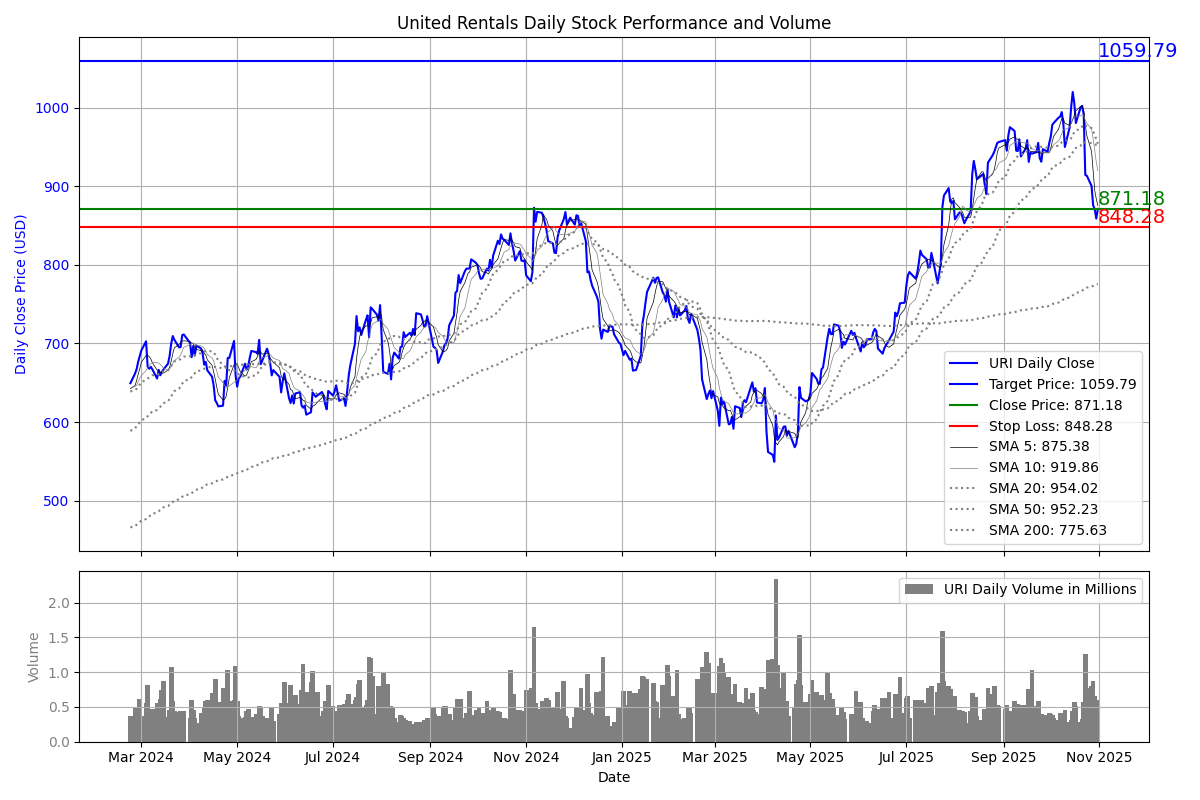 United Rentals Daily Stock Performance and Volume
1059.79
1000
900
871.18
848.28
800
700
600
500
Daily Close Price (USD)
URI Daily Close
Target Price: 1059.79
Close Price: 871.18
Stop Loss: 848.28
SMA 5: 875.38
SMA 10: 919.86
SMA 20: 954.02
SMA 50: 952.23
SMA 200: 775.63
URI Daily Volume in Millions
2.0
1.5
1.0
0.5
0.0
Volume
Mar 2024 May 2024 Jul 2024 Sep 2024 Nov 2024 Jan 2025 Mar 2025 May 2025 Jul 2025 Sep 2025 Nov 2025
Date